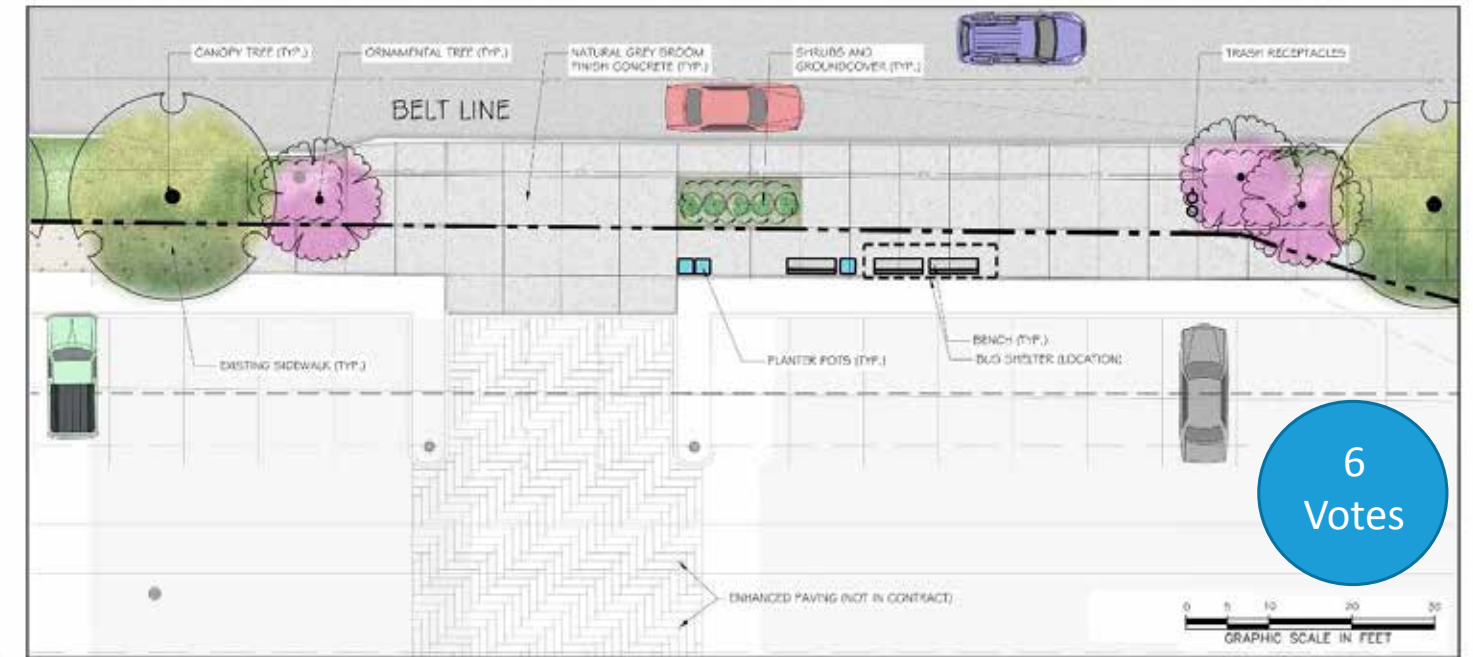 CANOPY TREE (TYP.)
ORNAMENTAL TREE (TYP.)
NATURAL GREY BROOM
FINISH CONCRETE (TYP.)
SHRUBS AND
GROUNDCOVER (TYP.)
TRASH RECEPTACLES
BELT LINE
EXISTING SIDEWALK (TYP.)
PLANTER POTS (TYP.)
BENCH (TYP.)
BUS SHELTER (LOCATION)
6
Votes
ENHANCED PAVING (NOT IN CONTRACT)
0 5 10 20 30
GRAPHIC SCALE IN FEET